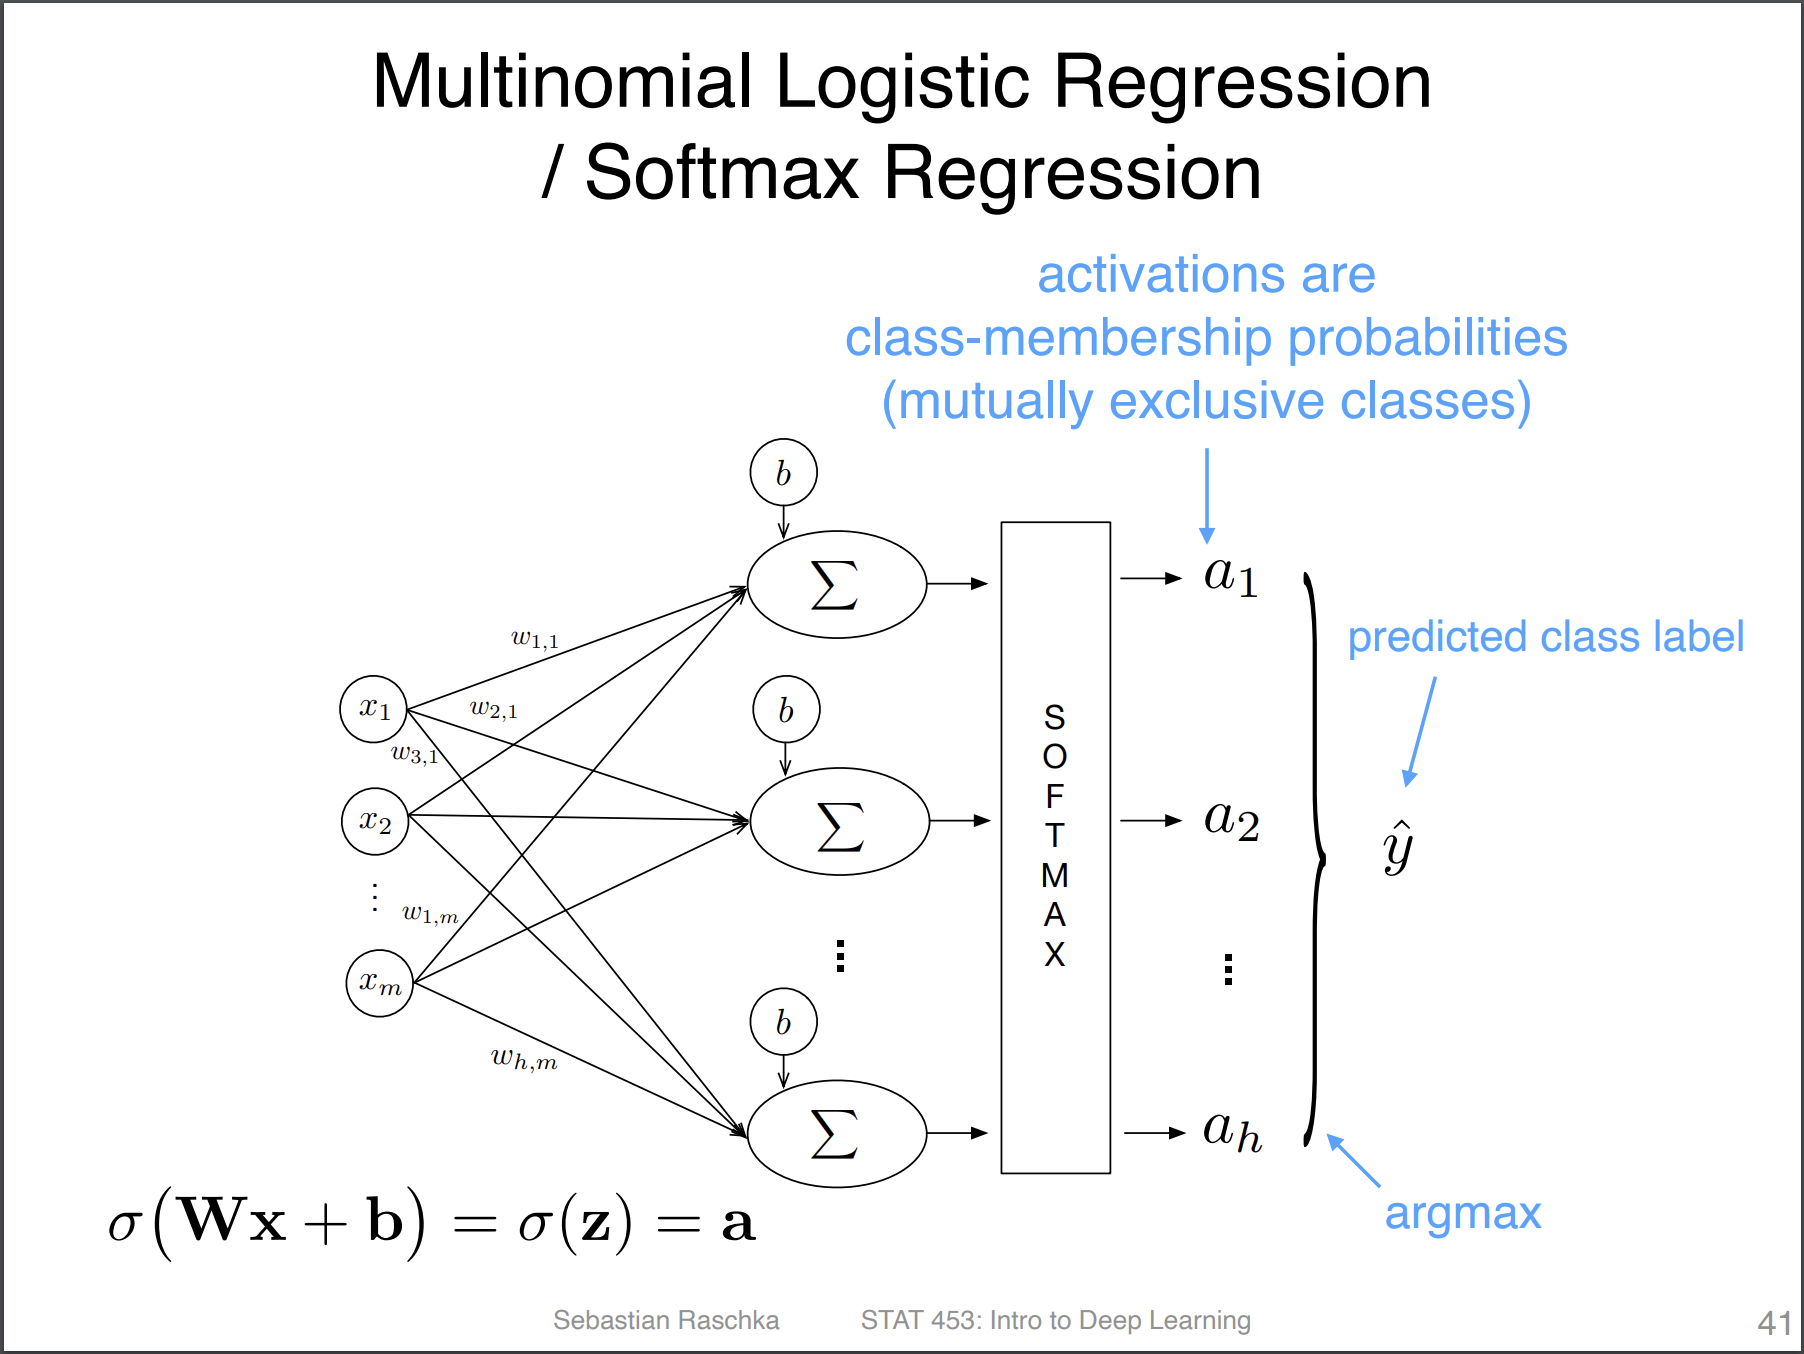 Multinomial Logistic Regression
/ Softmax Regression
activations are
class-membership probabilities
(mutually exclusive classes)
b
∑
a₁
w₁,₁
predicted class label
x₁
w₂,₁
b
w₃,₁
SOFTMAX
x₂
∑
a₂
ŷ
⋮
w₁,ₘ
⋮
⋮
xₘ
b
wₕ,ₘ
∑
aₕ
σ(Wx + b) = σ(z) = a
argmax
Sebastian Raschka
STAT 453: Intro to Deep Learning
41